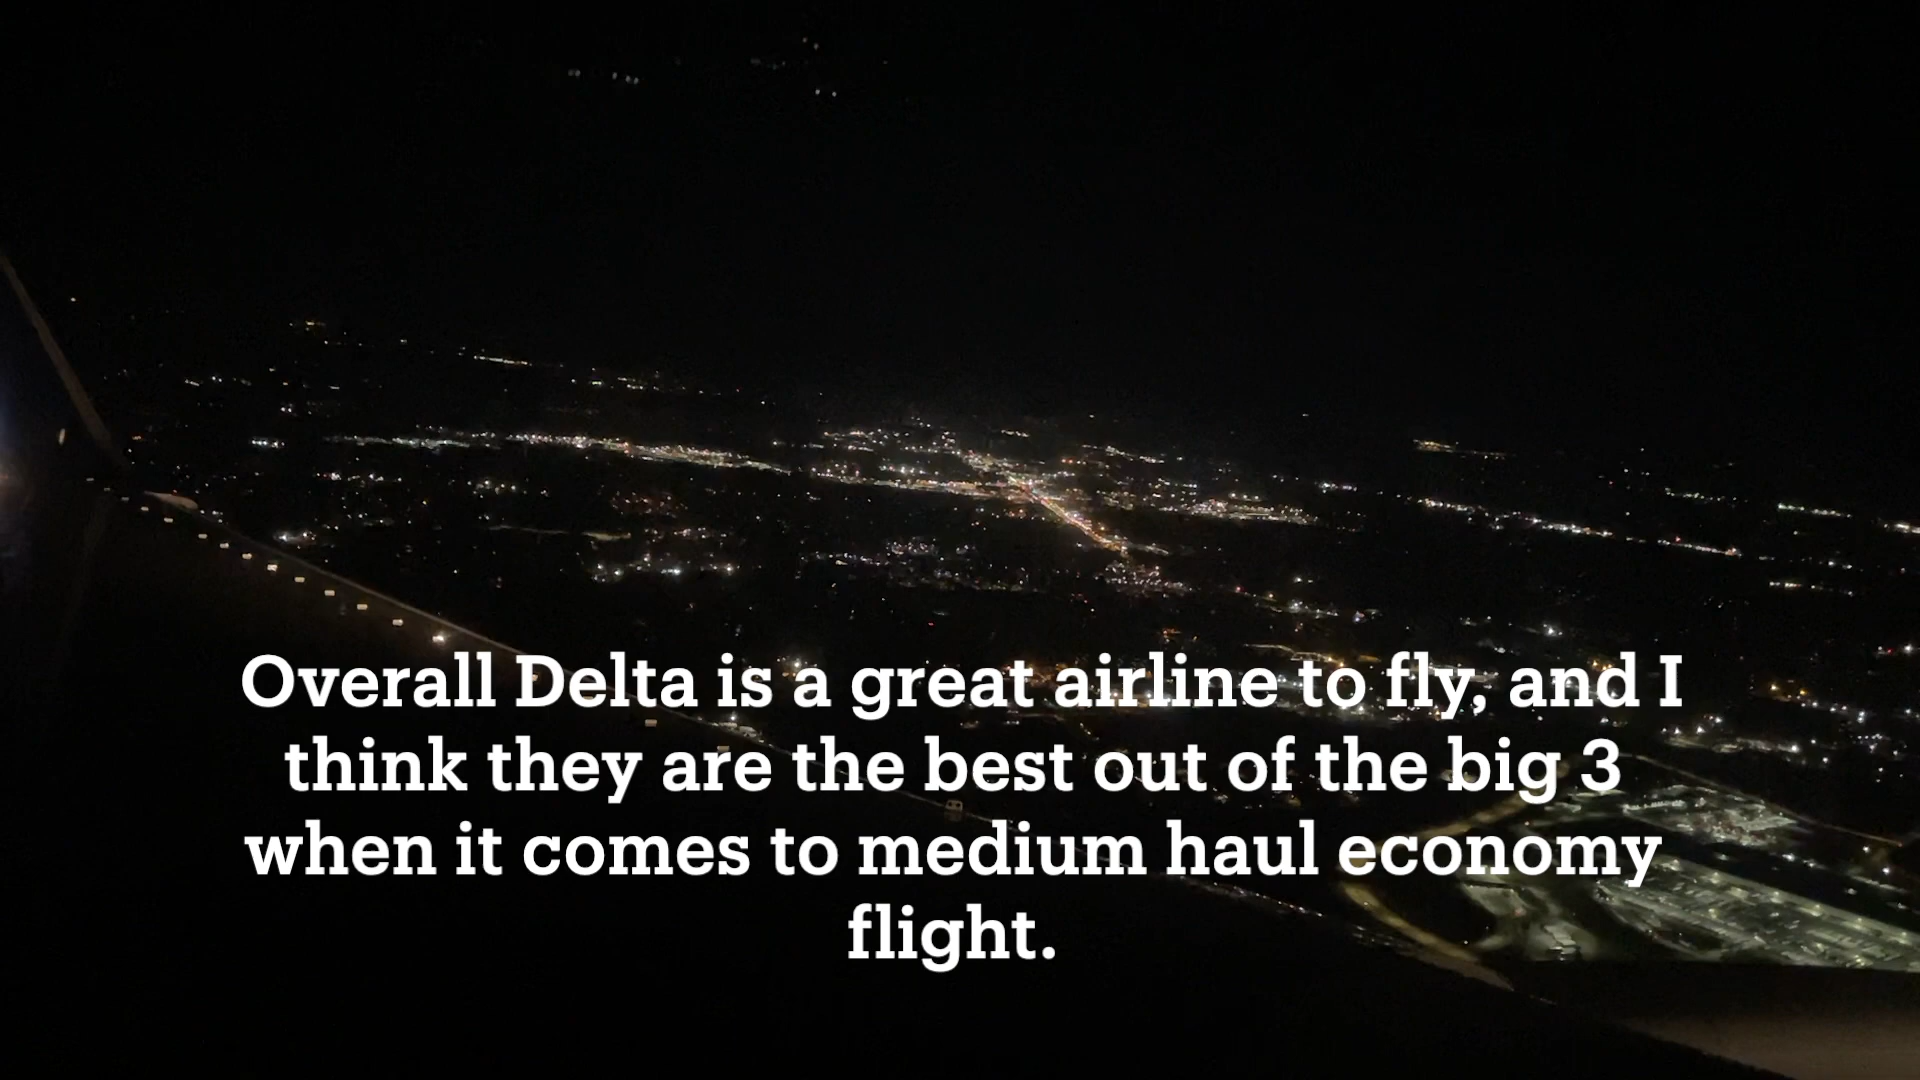 Overall Delta is a great airline to fly, and I
think they are the best out of the big 3
when it comes to medium haul economy
flight.